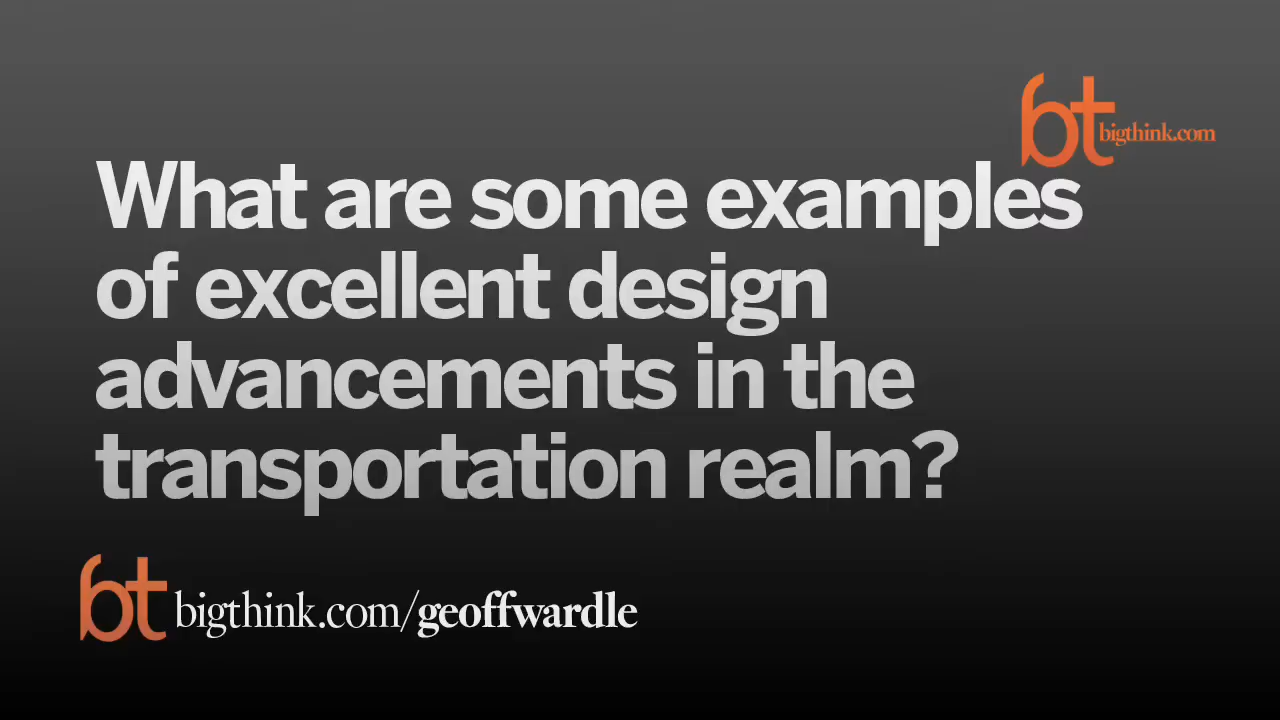 bt bigthink.com
What are some examples
of excellent design
advancements in the
transportation realm?
bt bigthink.com/geoffwardle